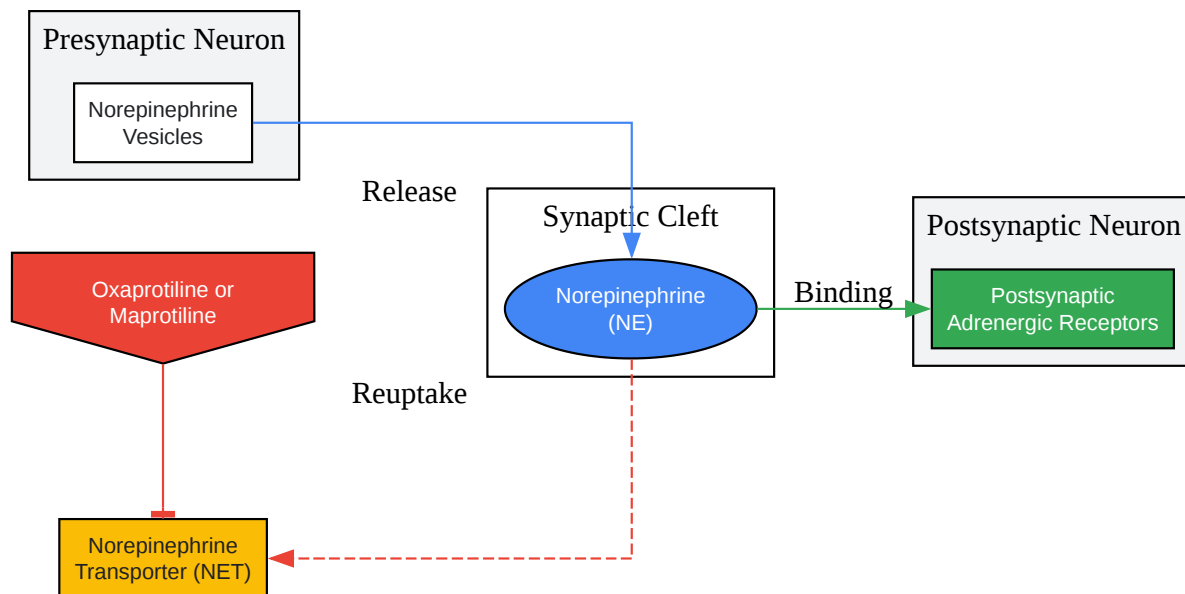 Presynaptic Neuron
Norepinephrine
Vesicles
Release
Synaptic Cleft
Postsynaptic Neuron
Oxaprotiline or
Maprotiline
Norepinephrine
(NE)
Binding
Postsynaptic
Adrenergic Receptors
Reuptake
Norepinephrine
Transporter (NET)